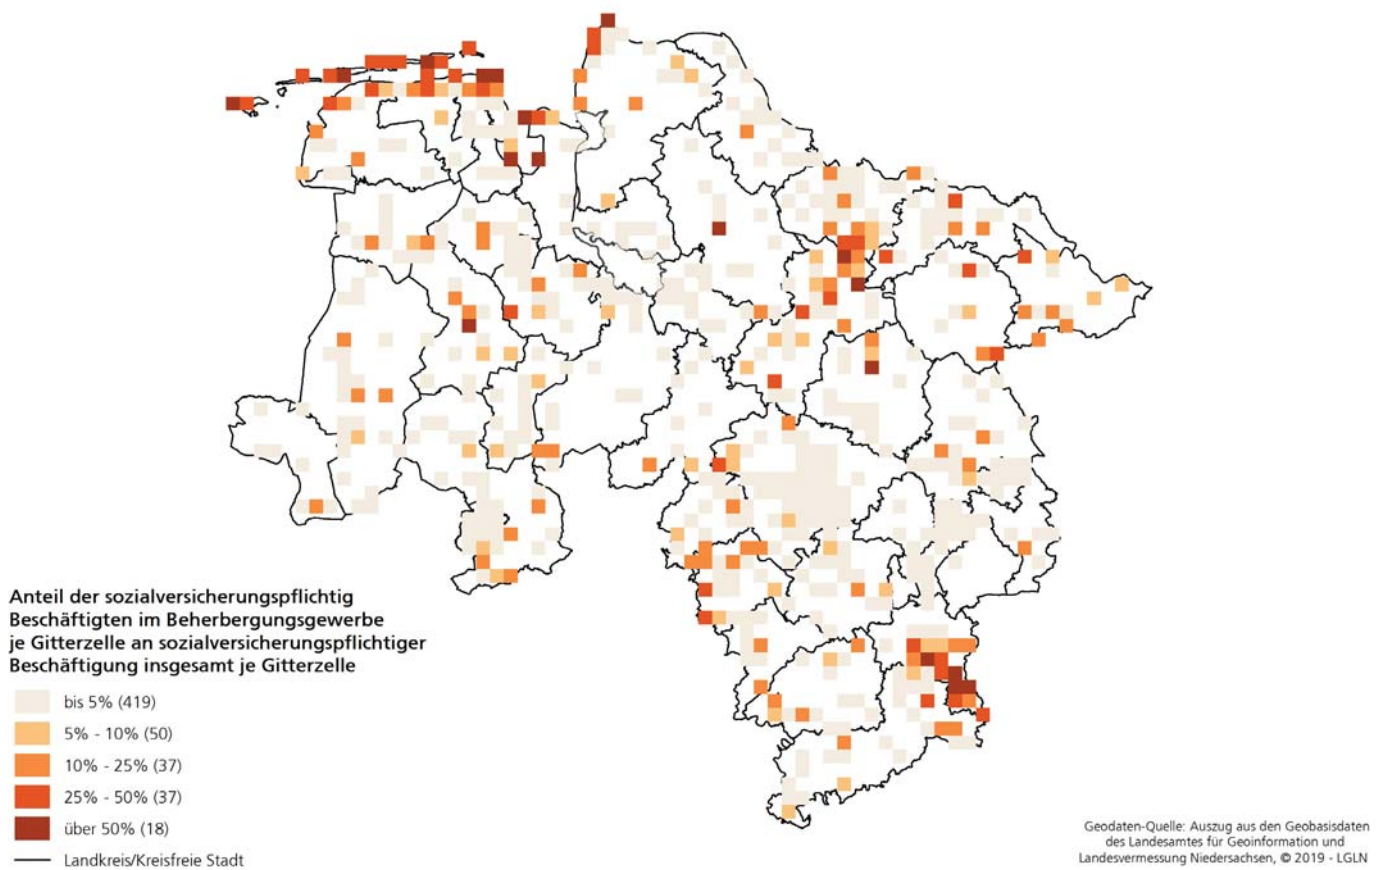 Anteil der sozialversicherungspflichtig
Beschäftigten im Beherbergungsgewerbe
je Gitterzelle an sozialversicherungspflichtiger
Beschäftigung insgesamt je Gitterzelle
bis 5% (419)
5% - 10% (50)
10% - 25% (37)
25% - 50% (37)
über 50% (18)
Landkreis/Kreisfreie Stadt
Geodaten-Quelle: Auszug aus den Geobasisdaten
des Landesamtes für Geoinformation und
Landesvermessung Niedersachsen, © 2019 - LGLN